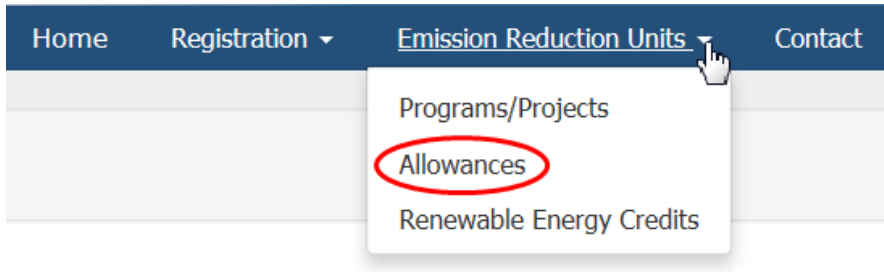 Home Registration Emission Reduction Units Contact
Programs/Projects
Allowances
Renewable Energy Credits